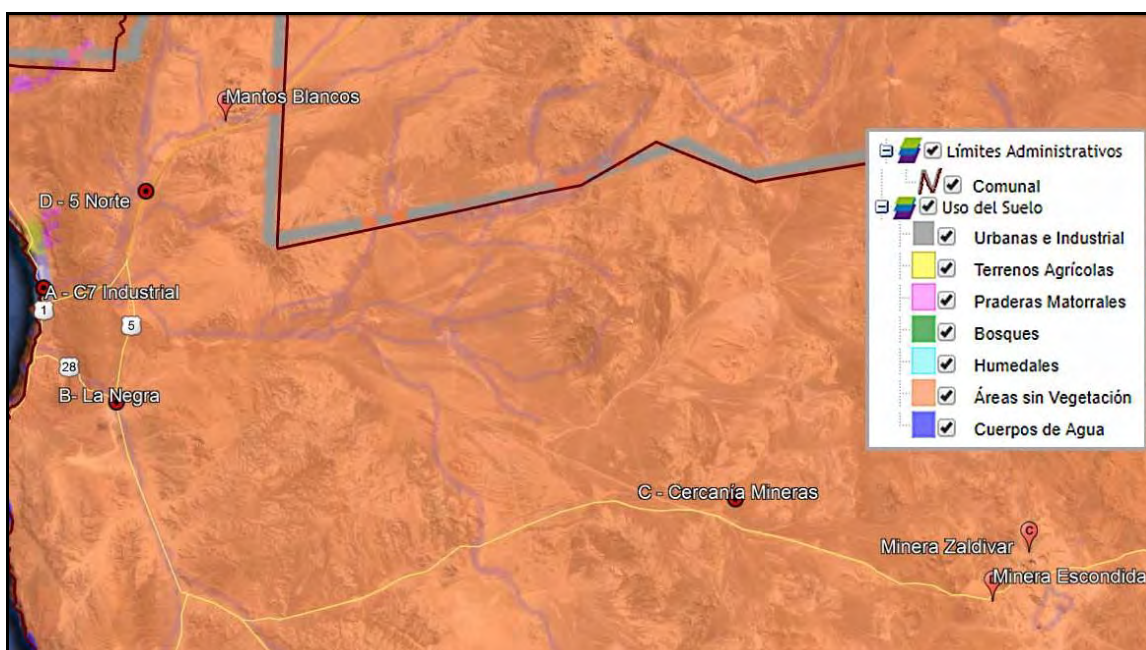 Mantos Blancos
D - 5 Norte
A - C7 Industrial
1
5
28
B- La Negra
C - Cercanía Mineras
C
Minera Zaldivar
Minera Escondida
Límites Administrativos
Comunal
Uso del Suelo
Urbanas e Industrial
Terrenos Agrícolas
Praderas Matorrales
Bosques
Humedales
Áreas sin Vegetación
Cuerpos de Agua